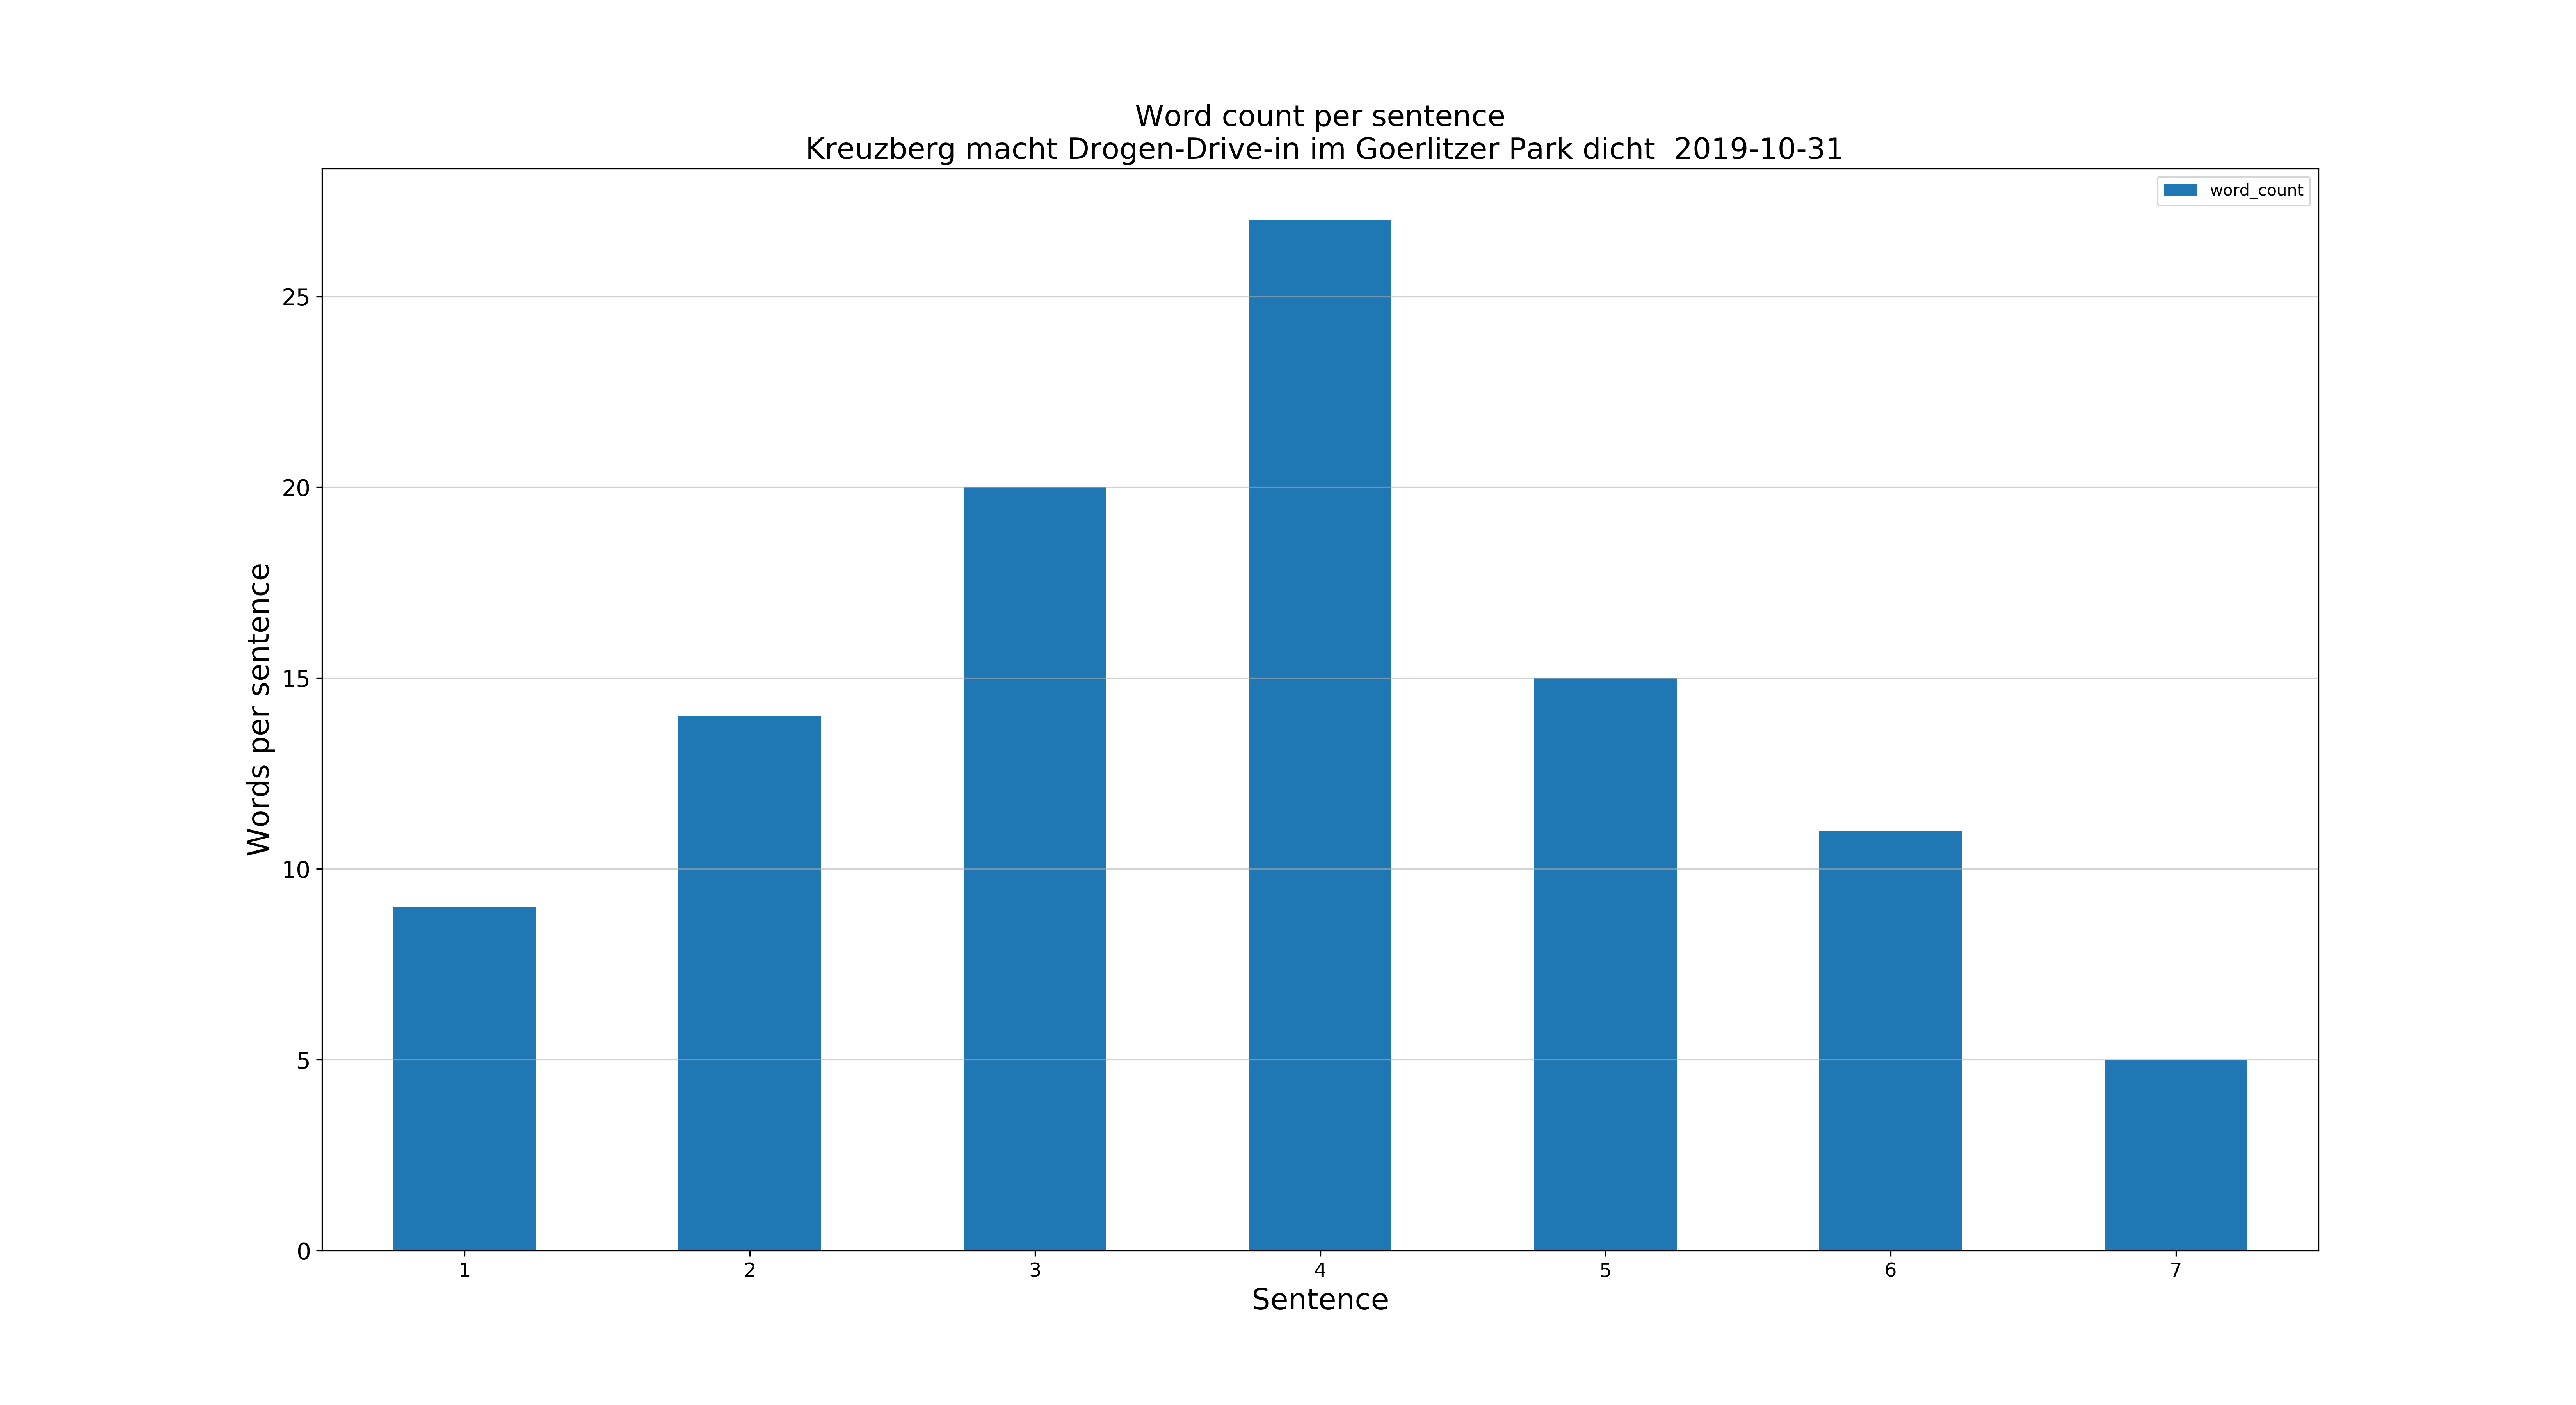 Word count per sentence
Kreuzberg macht Drogen-Drive-in im Goerlitzer Park dicht  2019-10-31
word_count
25
20
15
10
5
0
Words per sentence
1 2 3 4 5 6 7
Sentence